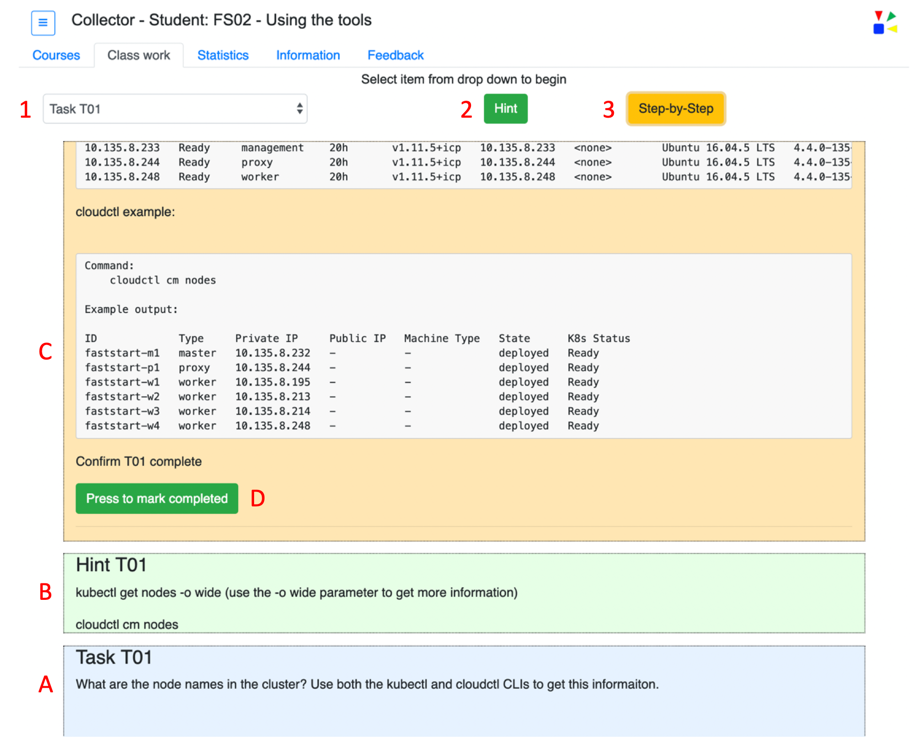 ≡ Collector - Student: FS02 - Using the tools
Courses Class work Statistics Information Feedback
Select item from drop down to begin
1 Task T01 2 Hint 3 Step-by-Step
10.135.8.233 Ready management 20h v1.11.5+icp 10.135.8.233 <none> Ubuntu 16.04.5 LTS 4.4.0-135
10.135.8.244 Ready proxy 20h v1.11.5+icp 10.135.8.244 <none> Ubuntu 16.04.5 LTS 4.4.0-135
10.135.8.248 Ready worker 20h v1.11.5+icp 10.135.8.248 <none> Ubuntu 16.04.5 LTS 4.4.0-135
cloudctl example:
Command:
cloudctl cm nodes
Example output:
ID Type Private IP Public IP Machine Type State K8s Status
C
faststart-m1 master 10.135.8.232 - - deployed Ready
faststart-p1 proxy 10.135.8.244 - - deployed Ready
faststart-w1 worker 10.135.8.195 - - deployed Ready
faststart-w2 worker 10.135.8.213 - - deployed Ready
faststart-w3 worker 10.135.8.214 - - deployed Ready
faststart-w4 worker 10.135.8.248 - - deployed Ready
Confirm T01 complete
Press to mark completed D
Hint T01
B kubectl get nodes -o wide (use the -o wide parameter to get more information)
cloudctl cm nodes
Task T01
A What are the node names in the cluster? Use both the kubectl and cloudctl CLIs to get this informaiton.